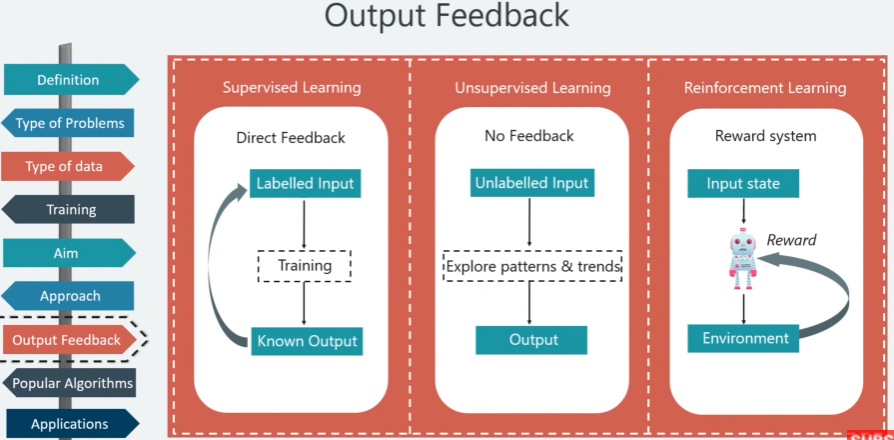 Output Feedback
Definition
Type of Problems
Type of data
Training
Aim
Approach
Output Feedback
Popular Algorithms
Applications
Supervised Learning
Direct Feedback
Labelled Input
Training
Known Output
Unsupervised Learning
No Feedback
Unlabelled Input
Explore patterns & trends
Output
Reinforcement Learning
Reward system
Input state
Reward
Environment